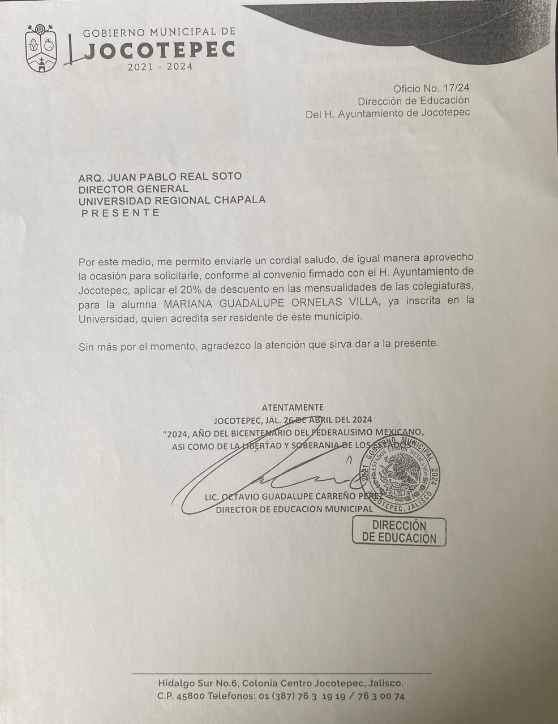 GOBIERNO MUNICIPAL DE
JOCOTEPEC
2021 - 2024
Oficio No. 17/24
Dirección de Educación
Del H. Ayuntamiento de Jocotepec
ARQ. JUAN PABLO REAL SOTO
DIRECTOR GENERAL
UNIVERSIDAD REGIONAL CHAPALA
P R E S E N T E
Por este medio, me permito enviarle un cordial saludo, de igual manera aprovecho
la ocasión para solicitarle, conforme al convenio firmado con el H. Ayuntamiento de
Jocotepec, aplicar el 20% de descuento en las mensualidades de las colegiaturas,
para la alumna MARIANA GUADALUPE ORNELAS VILLA, ya inscrita en la
Universidad, quien acredita ser residente de éste municipio.
Sin más por el momento, agradezco la atención que sirva dar a la presente.
ATENTAMENTE
JOCOTEPEC, JAL. 26 DE ABRIL DEL 2024
"2024, AÑO DEL BICENTENARIO DEL FEDERALISIMO MEXICANO,
ASI COMO DE LA LIBERTAD Y SOBERANIA DE LOS ESTADOS"
LIC. OCTAVIO GUADALUPE CARREÑO PEREZ
DIRECTOR DE EDUCACION MUNICIPAL
GOBIERNO MUNICIPAL
2021 2024
JOCOTEPEC, JALISCO
DIRECCIÓN
DE EDUCACIÓN
Hidalgo Sur No.6, Colonia Centro Jocotepec, Jalisco.
C.P. 45800 Telefonos: 01 (387) 76 3 19 19 / 76 3 00 74